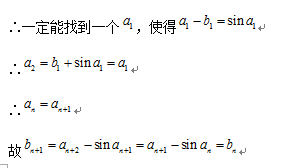 ∴一定能找到一个 a₁，使得 a₁ − b₁ = sin a₁
∴ a₂ = b₁ + sin a₁ = a₁
∴ aₙ = aₙ₊₁
故 bₙ₊₁ = aₙ₊₂ − sin aₙ₊₁ = aₙ₊₁ − sin aₙ = bₙ